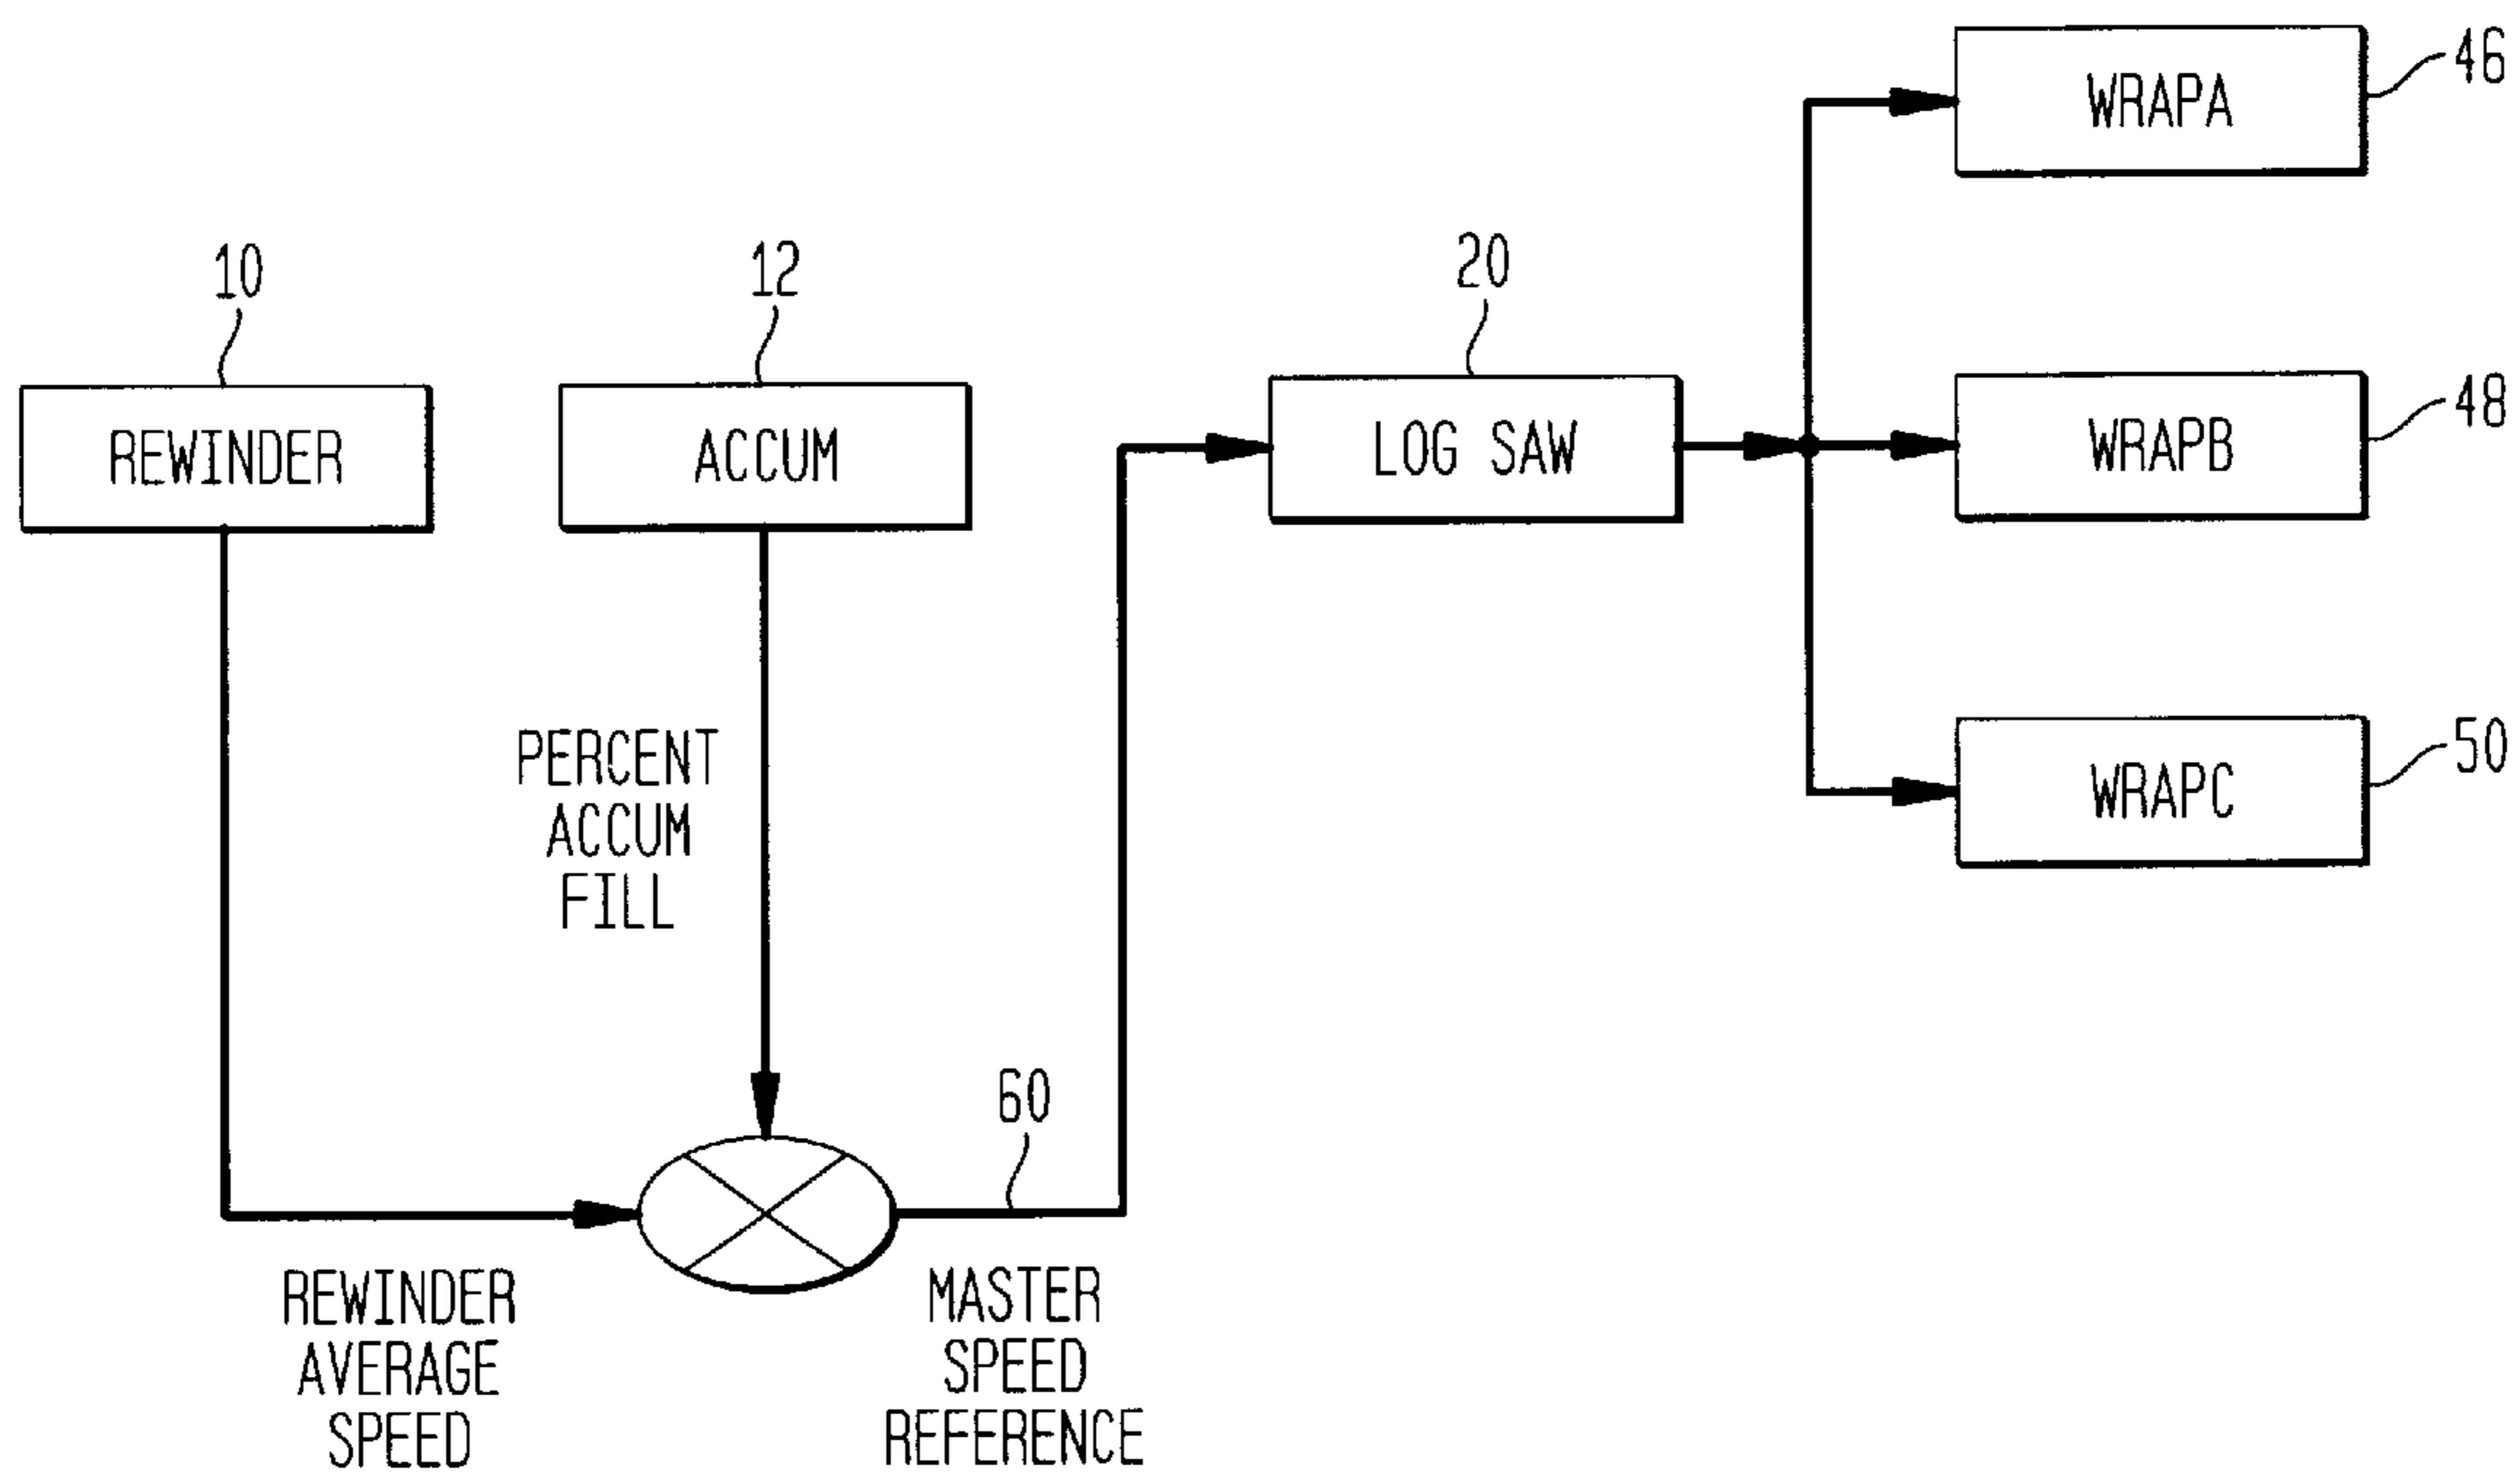 46
WRAPA
10
12
20
48
REWINDER
ACCUM
LOG SAW
WRAPB
50
WRAPC
PERCENT
ACCUM
FILL
60
REWINDER
AVERAGE
SPEED
MASTER
SPEED
REFERENCE